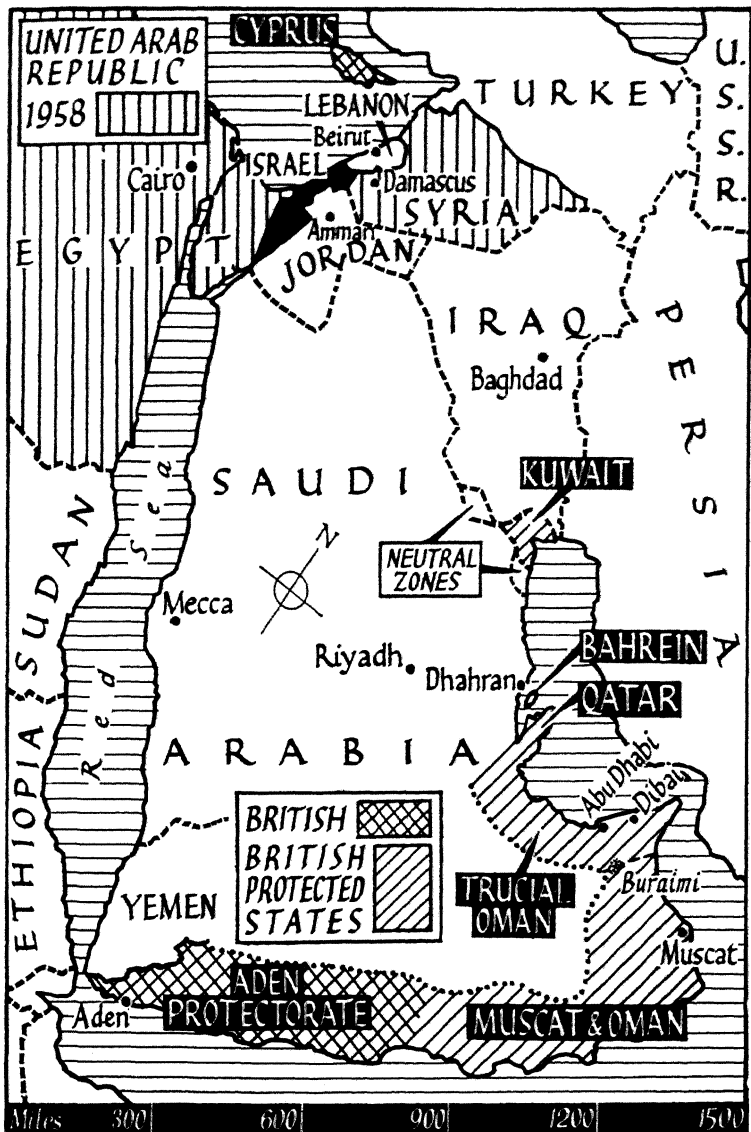 UNITED ARAB
REPUBLIC
1958
CYPRUS
TURKEY
U.S.S.R.
LEBANON
Beirut
ISRAEL
Cairo
Damascus
SYRIA
Amman
EGYPT
JORDAN
IRAQ
Baghdad
PERSIA
SAUDI
KUWAIT
NEUTRAL
ZONES
N
SUDAN
Red Sea
Mecca
Riyadh
Dhahran
BAHREIN
QATAR
ARABIA
Abu Dhabi
Dibai
ETHIOPIA
BRITISH
BRITISH
PROTECTED
STATES
TRUCIAL
OMAN
Buraimi
YEMEN
Muscat
ADEN
PROTECTORATE
Aden
MUSCAT & OMAN
Miles 300 600 900 1200 1500